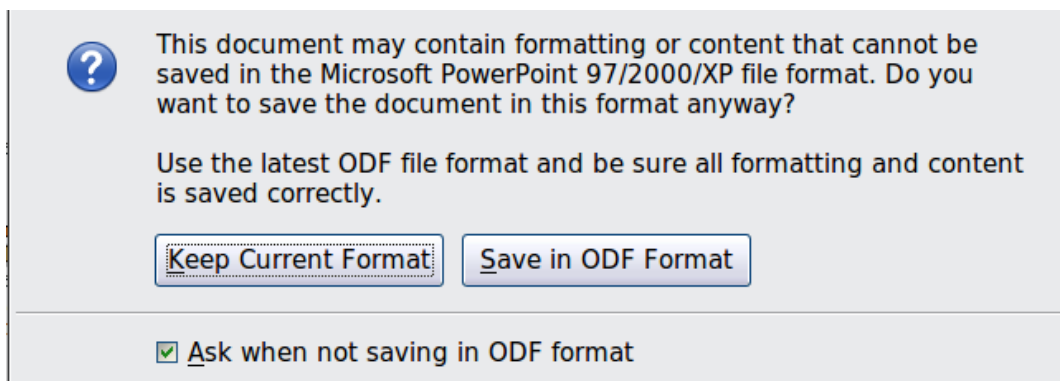 This document may contain formatting or content that cannot be
saved in the Microsoft PowerPoint 97/2000/XP file format. Do you
want to save the document in this format anyway?
Use the latest ODF file format and be sure all formatting and content
is saved correctly.
Keep Current Format Save in ODF Format
Ask when not saving in ODF format